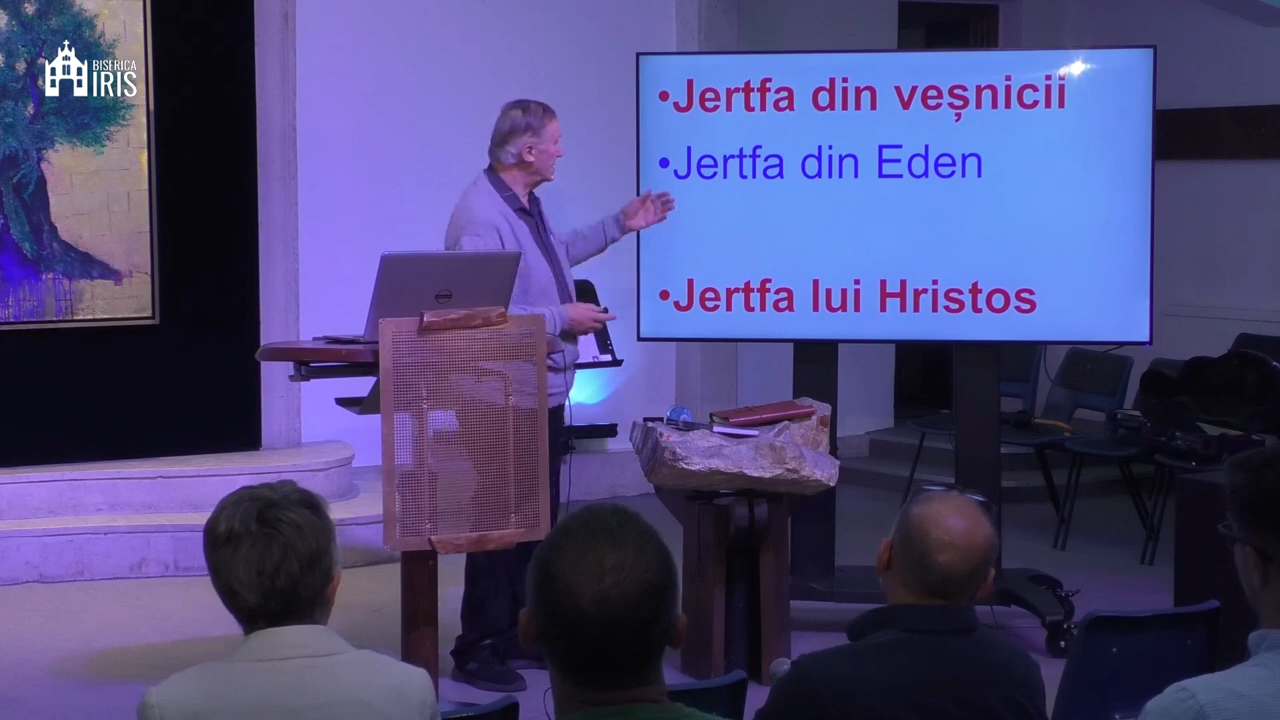 BISERICA
IRIS
•Jertfa din veșnicii
•Jertfa din Eden
•Jertfa lui Hristos